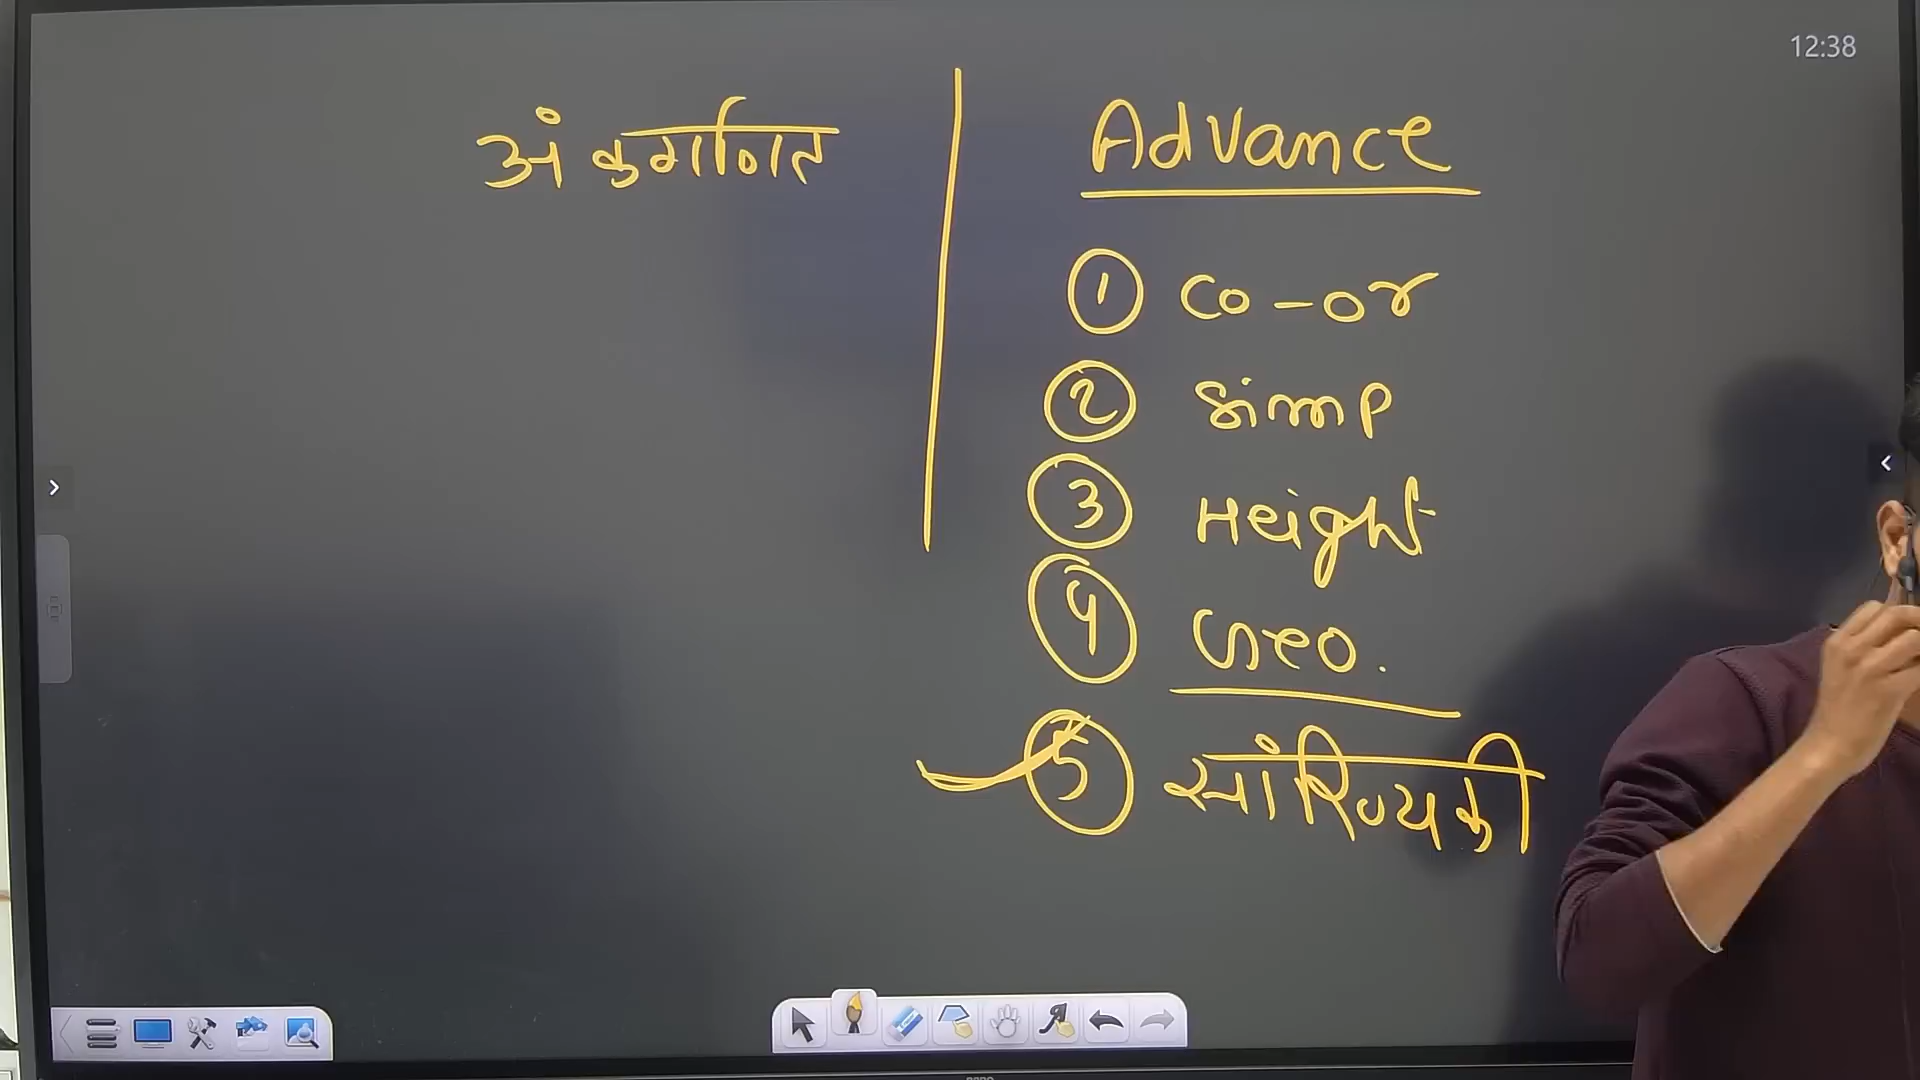 12:38
अंकगणित
Advance
1 Co-or
2 Simp
3 Height
4 Geo.
5 सांख्यिकी